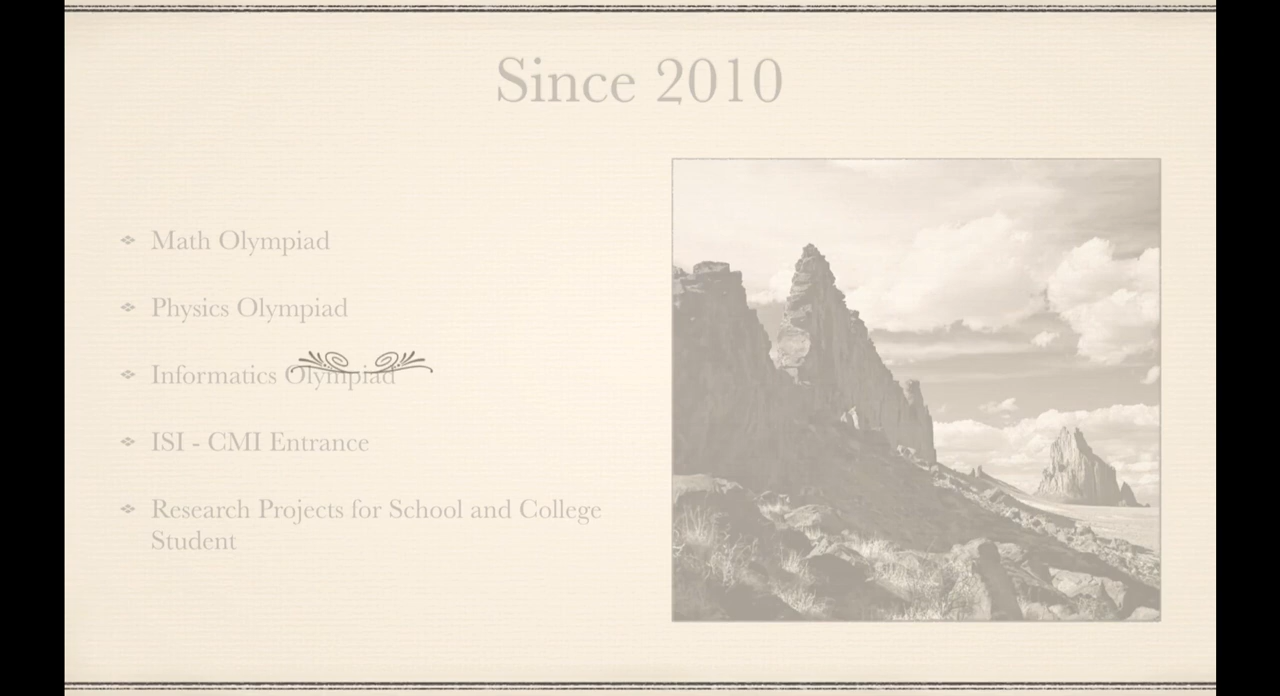 Since 2010
Math Olympiad
Physics Olympiad
Informatics Olympiad
ISI - CMI Entrance
Research Projects for School and College
Student